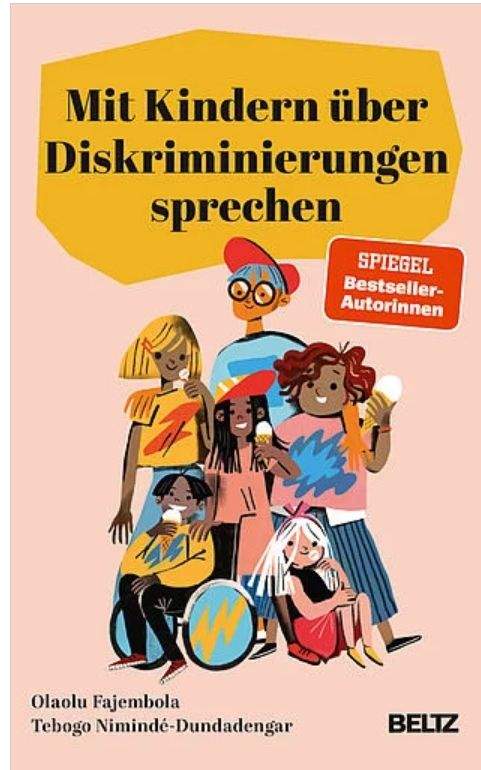 Mit Kindern über
Diskriminierungen
sprechen
SPIEGEL
Bestseller-
Autorinnen
Olaolu Fajembola
Tebogo Nimindé-Dundadengar
BELTZ